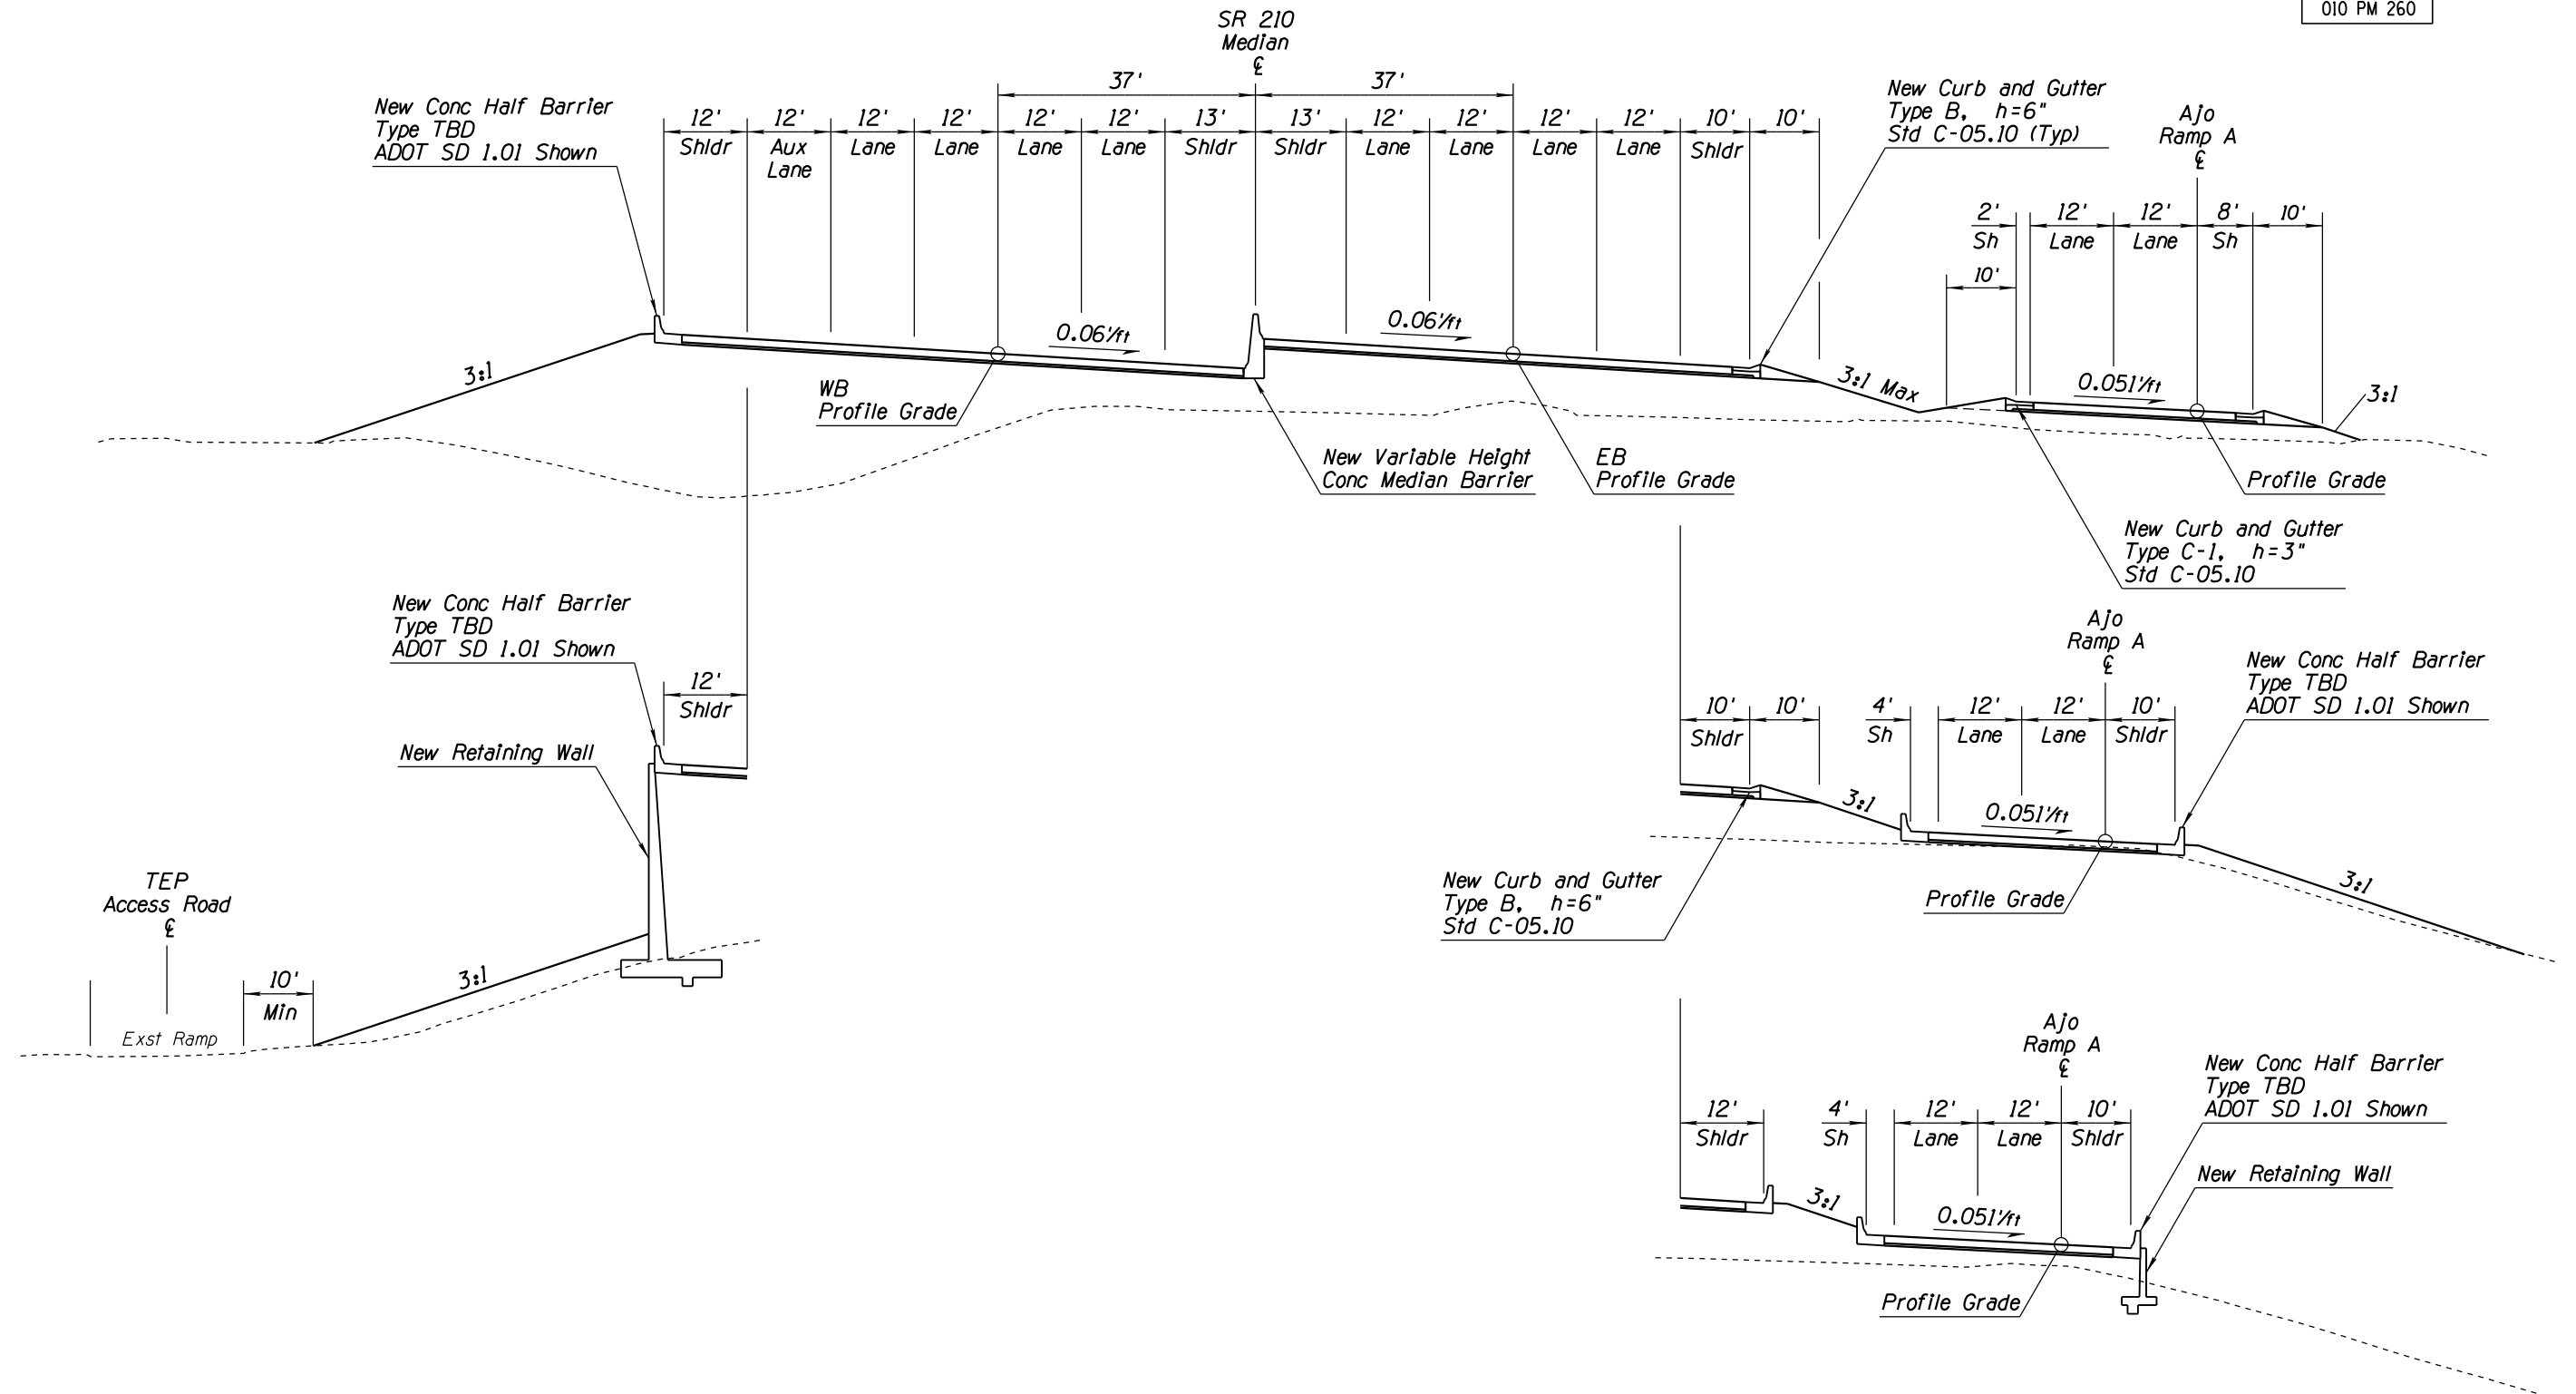 010 PM 260
SR 210
Median
℄
37'
37'
New Conc Half Barrier
Type TBD
ADOT SD 1.01 Shown
12'
12'
12'
12'
12'
12'
13'
13'
12'
12'
12'
12'
10'
10'
Shldr
Aux
Lane
Lane
Lane
Lane
Lane
Shldr
Shldr
Lane
Lane
Lane
Lane
Shldr
New Curb and Gutter
Type B, h=6"
Std C-05.10 (Typ)
Ajo
Ramp A
℄
2'
12'
12'
8'
10'
Sh
Lane
Lane
Sh
10'
3:1
0.06'/ft
0.06'/ft
3:1 Max
0.051'/ft
3:1
WB
Profile Grade
New Variable Height
Conc Median Barrier
EB
Profile Grade
Profile Grade
New Curb and Gutter
Type C-1, h=3"
Std C-05.10
New Conc Half Barrier
Type TBD
ADOT SD 1.01 Shown
12'
Shldr
New Retaining Wall
TEP
Access Road
℄
10'
Min
Exst Ramp
3:1
Ajo
Ramp A
℄
New Conc Half Barrier
Type TBD
ADOT SD 1.01 Shown
10'
10'
4'
12'
12'
10'
Shldr
Sh
Lane
Lane
Shldr
3:1
0.051'/ft
3:1
New Curb and Gutter
Type B, h=6"
Std C-05.10
Profile Grade
Ajo
Ramp A
℄
New Conc Half Barrier
Type TBD
ADOT SD 1.01 Shown
12'
4'
12'
12'
10'
Shldr
Sh
Lane
Lane
Shldr
New Retaining Wall
3:1
0.051'/ft
Profile Grade